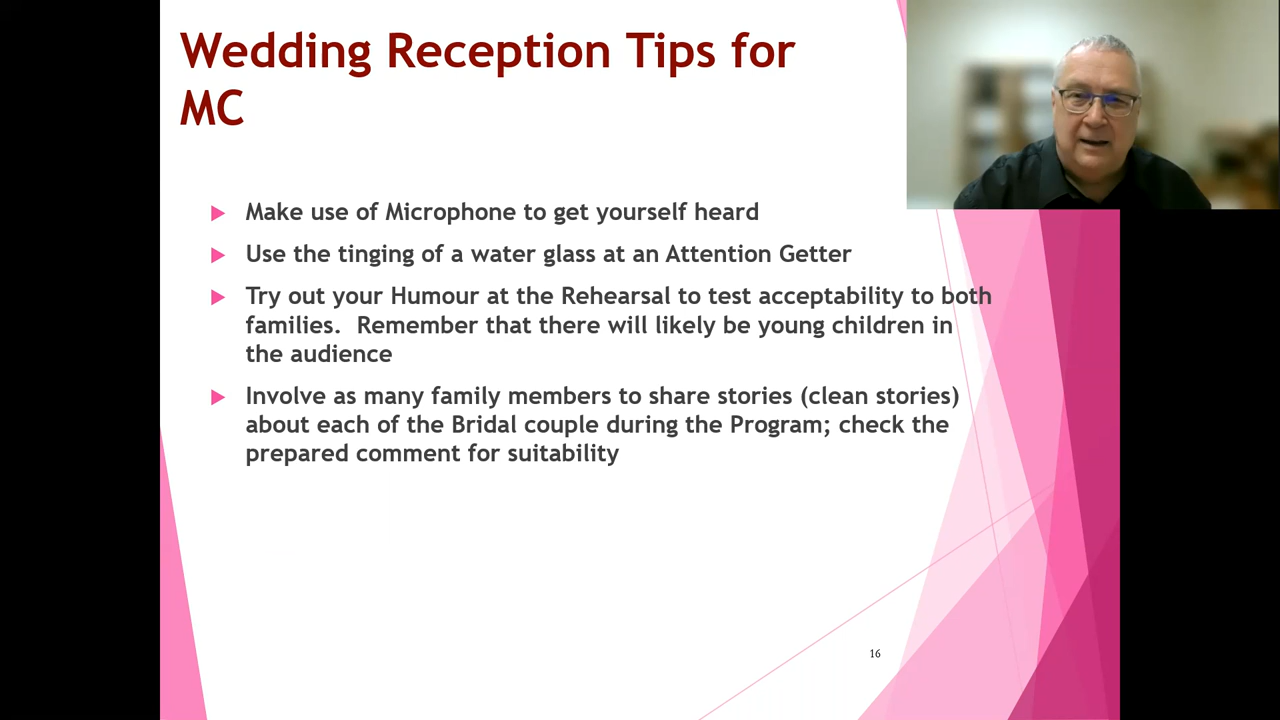 Wedding Reception Tips for
MC
Make use of Microphone to get yourself heard
Use the tinging of a water glass at an Attention Getter
Try out your Humour at the Rehearsal to test acceptability to both
families.  Remember that there will likely be young children in
the audience
Involve as many family members to share stories (clean stories)
about each of the Bridal couple during the Program; check the
prepared comment for suitability
16